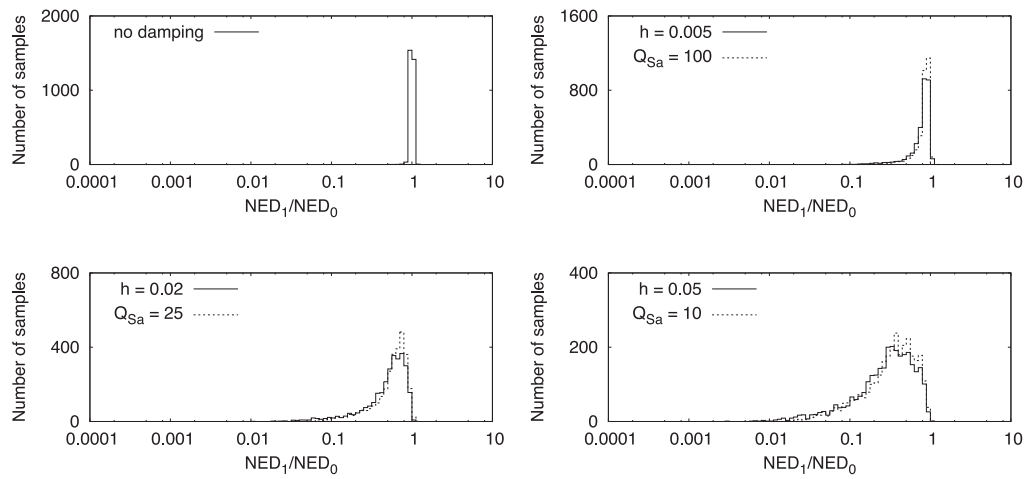 Number of samples
2000
1000
0
no damping
0.0001 0.001 0.01 0.1 1 10
NED1/NED0
Number of samples
1600
800
0
h = 0.005
QSa = 100
0.0001 0.001 0.01 0.1 1 10
NED1/NED0
Number of samples
800
400
0
h = 0.02
QSa = 25
0.0001 0.001 0.01 0.1 1 10
NED1/NED0
Number of samples
400
200
0
h = 0.05
QSa = 10
0.0001 0.001 0.01 0.1 1 10
NED1/NED0